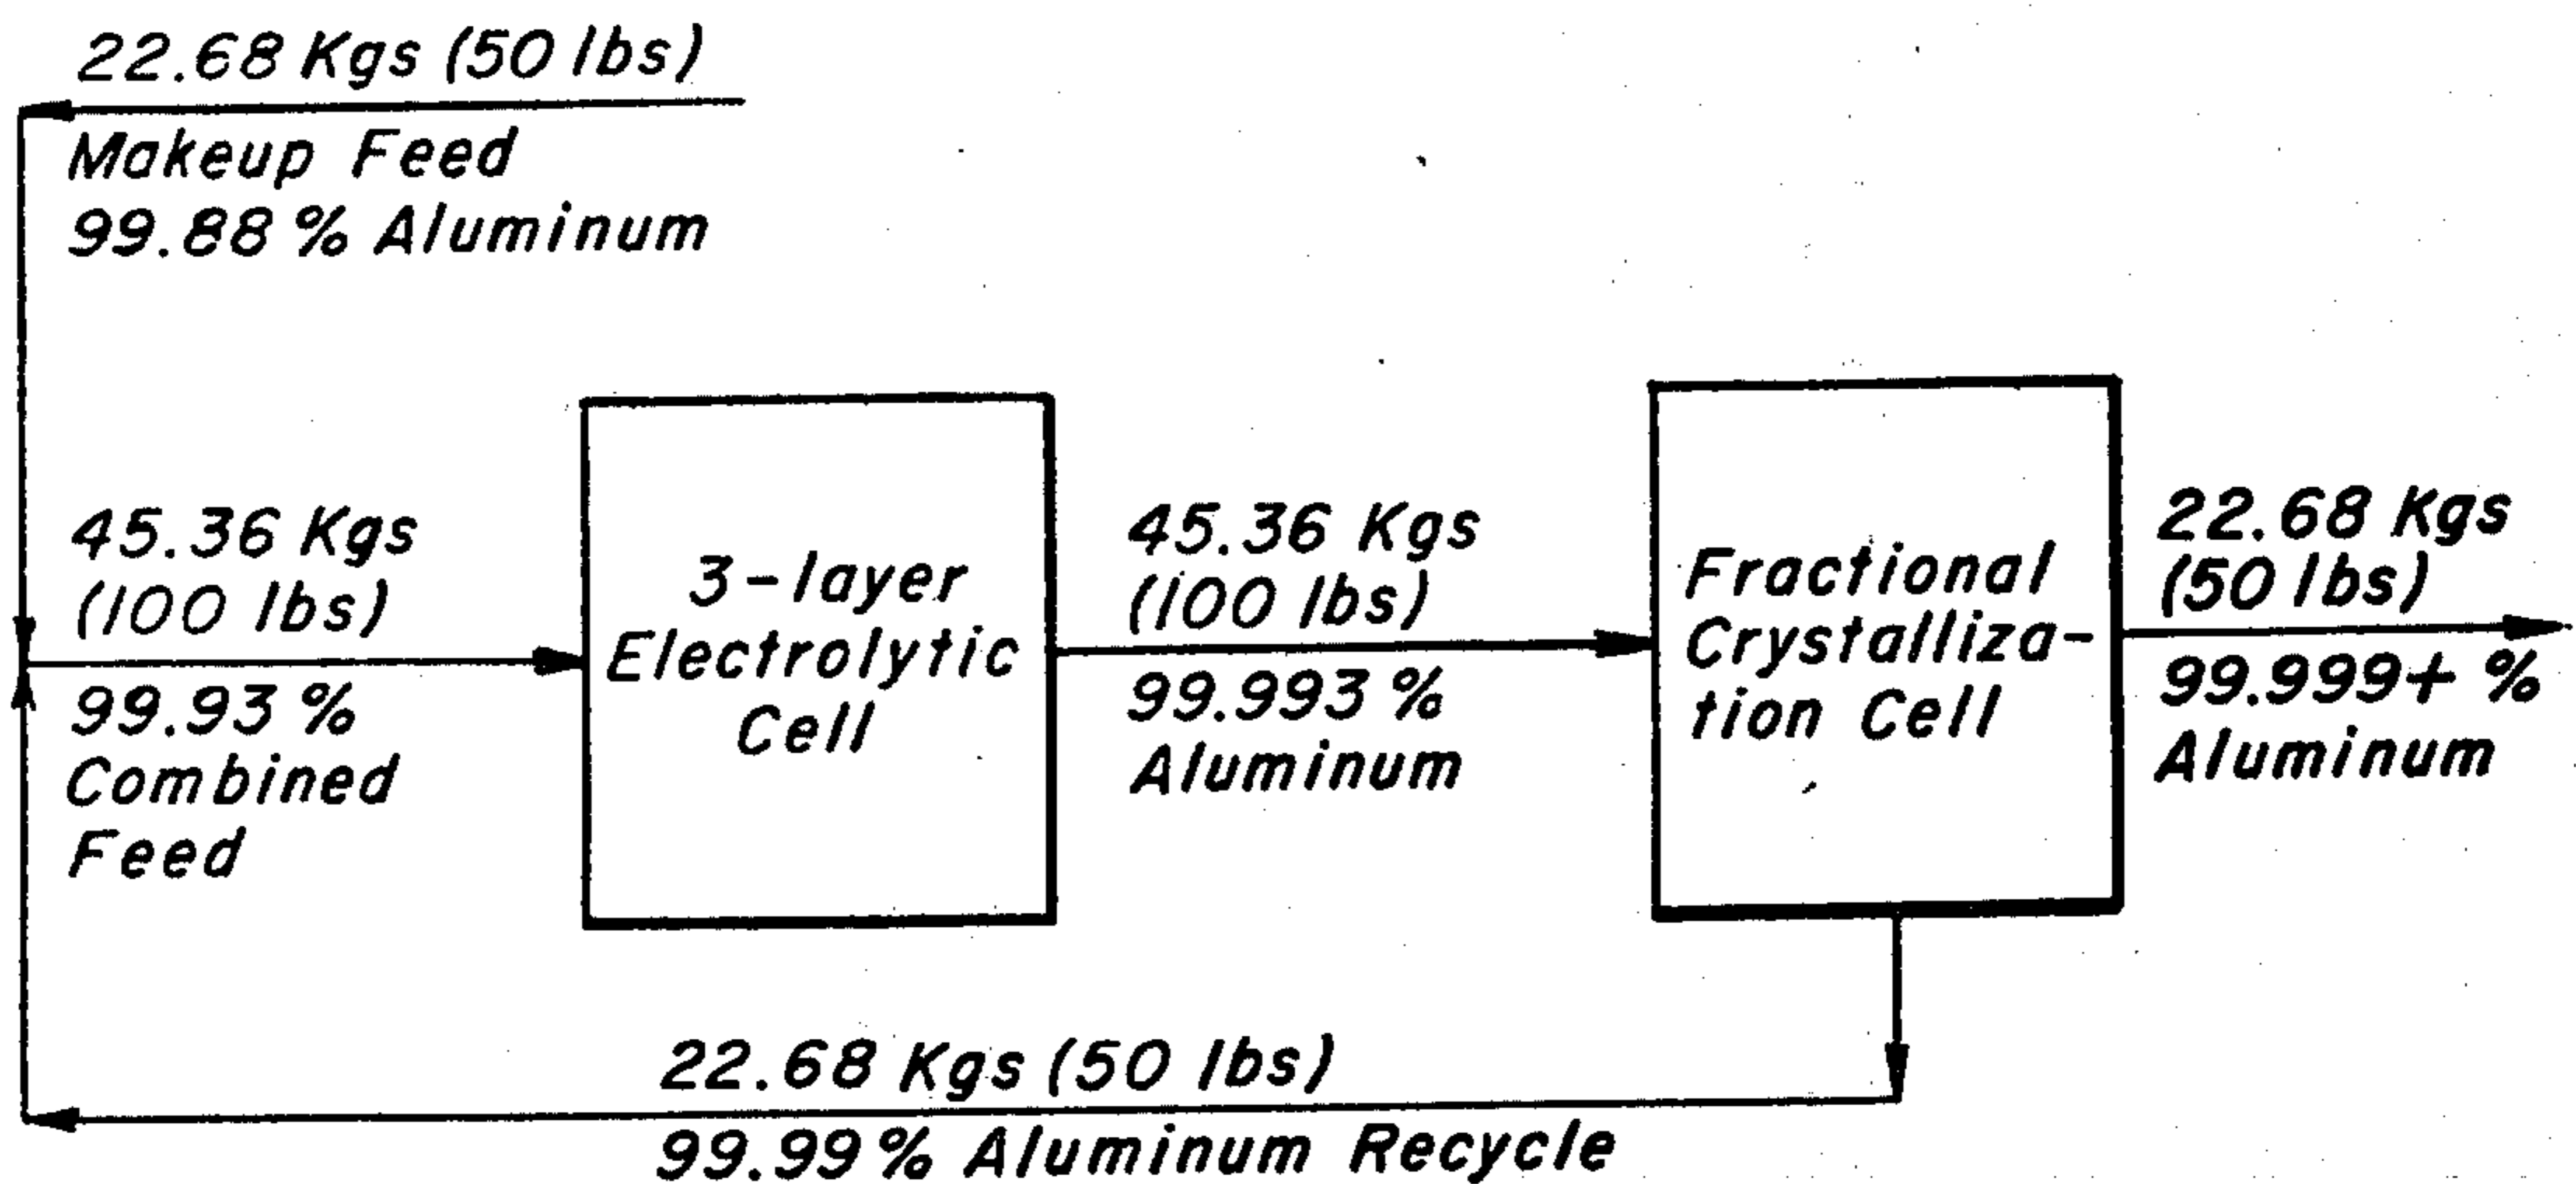 22.68 Kgs (50 lbs)
Makeup Feed
99.88 % Aluminum
45.36 Kgs
(100 lbs)
99.93 %
Combined
Feed
3-layer
Electrolytic
Cell
45.36 Kgs
(100 lbs)
99.993 %
Aluminum
Fractional
Crystalliza-
tion Cell
22.68 Kgs
(50 lbs)
99.999+ %
Aluminum
22.68 Kgs (50 lbs)
99.99 % Aluminum Recycle